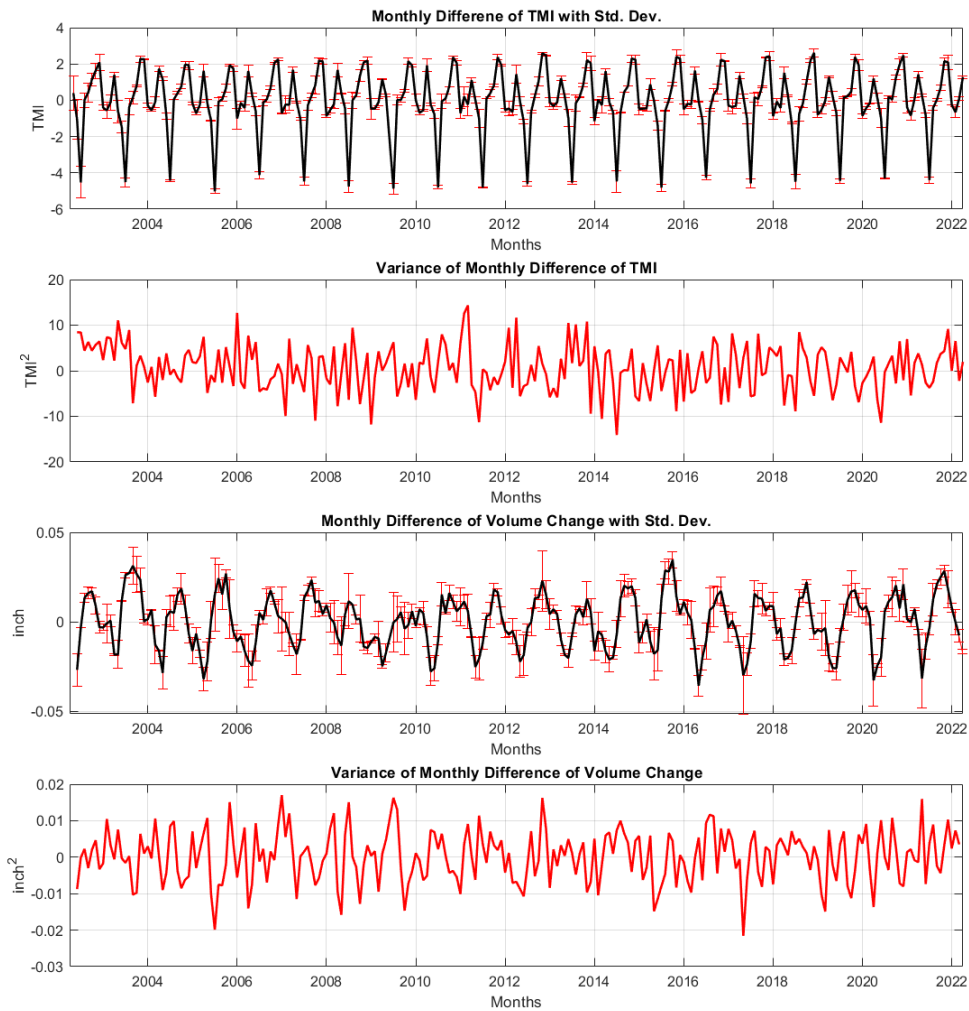 Monthly Differene of TMI with Std. Dev.
4
2
0
-2
-4
-6
TMI
2004 2006 2008 2010 2012 2014 2016 2018 2020 2022
Months
Variance of Monthly Difference of TMI
20
10
0
-10
-20
TMI²
2004 2006 2008 2010 2012 2014 2016 2018 2020 2022
Months
Monthly Difference of Volume Change with Std. Dev.
0.05
0
-0.05
inch
2004 2006 2008 2010 2012 2014 2016 2018 2020 2022
Months
Variance of Monthly Difference of Volume Change
0.02
0.01
0
-0.01
-0.02
-0.03
inch²
2004 2006 2008 2010 2012 2014 2016 2018 2020 2022
Months